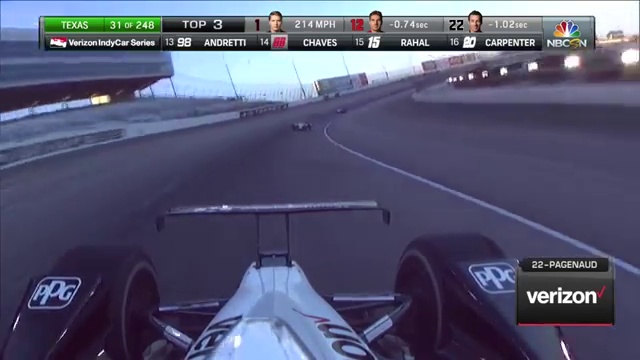 TEXAS 31 OF 248 TOP 3 1 214 MPH 12 -0.74sec 22 -1.02sec
Verizon IndyCar Series 13 98 ANDRETTI 14 CHAVES 15 15 RAHAL 16 20 CARPENTER NBCSN
PPG
PPG
22-PAGENAUD
verizon